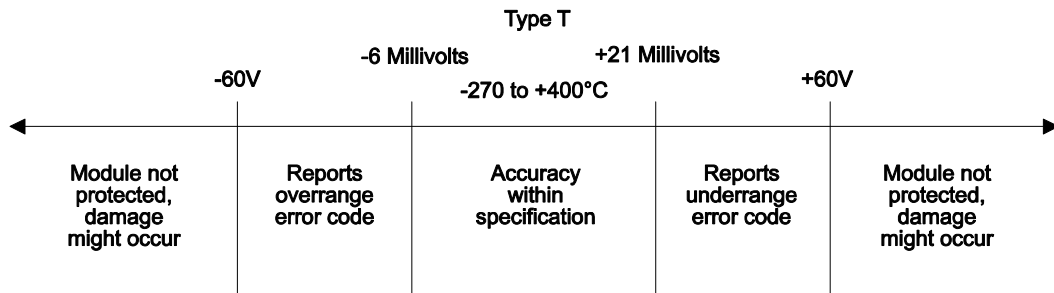 Type T
-6 Millivolts
+21 Millivolts
-60V
-270 to +400°C
+60V
Module not
protected,
damage
might occur
Reports
overrange
error code
Accuracy
within
specification
Reports
underrange
error code
Module not
protected,
damage
might occur